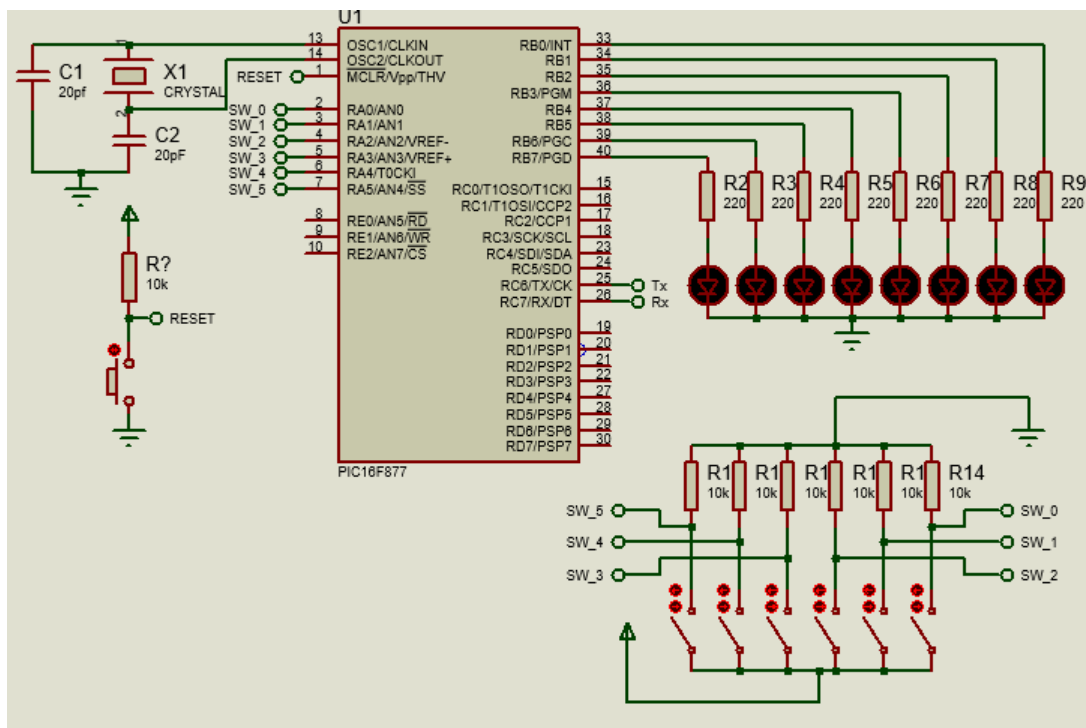 U1
13 OSC1/CLKIN
14 OSC2/CLKOUT
1 MCLR/Vpp/THV
2 RA0/AN0
3 RA1/AN1
4 RA2/AN2/VREF-
5 RA3/AN3/VREF+
6 RA4/T0CKI
7 RA5/AN4/SS
8 RE0/AN5/RD
9 RE1/AN6/WR
10 RE2/AN7/CS
RB0/INT 33
RB1 34
RB2 35
RB3/PGM 36
RB4 37
RB5 38
RB6/PGC 39
RB7/PGD 40
RC0/T1OSO/T1CKI 15
RC1/T1OSI/CCP2 16
RC2/CCP1 17
RC3/SCK/SCL 18
RC4/SDI/SDA 23
RC5/SDO 24
RC6/TX/CK 25
RC7/RX/DT 26
RD0/PSP0 19
RD1/PSP1 20
RD2/PSP2 21
RD3/PSP3 22
RD4/PSP4 27
RD5/PSP5 28
RD6/PSP6 29
RD7/PSP7 30
PIC16F877
C1
20pf
1
X1
CRYSTAL
2
C2
20pF
RESET
SW_0
SW_1
SW_2
SW_3
SW_4
SW_5
R?
10k
RESET
Tx
Rx
R2 R3 R4 R5 R6 R7 R8 R9
220 220 220 220 220 220 220 220
R1 R1 R1 R1 R1 R14
10k 10k 10k 10k 10k 10k
SW_5
SW_4
SW_3
SW_0
SW_1
SW_2